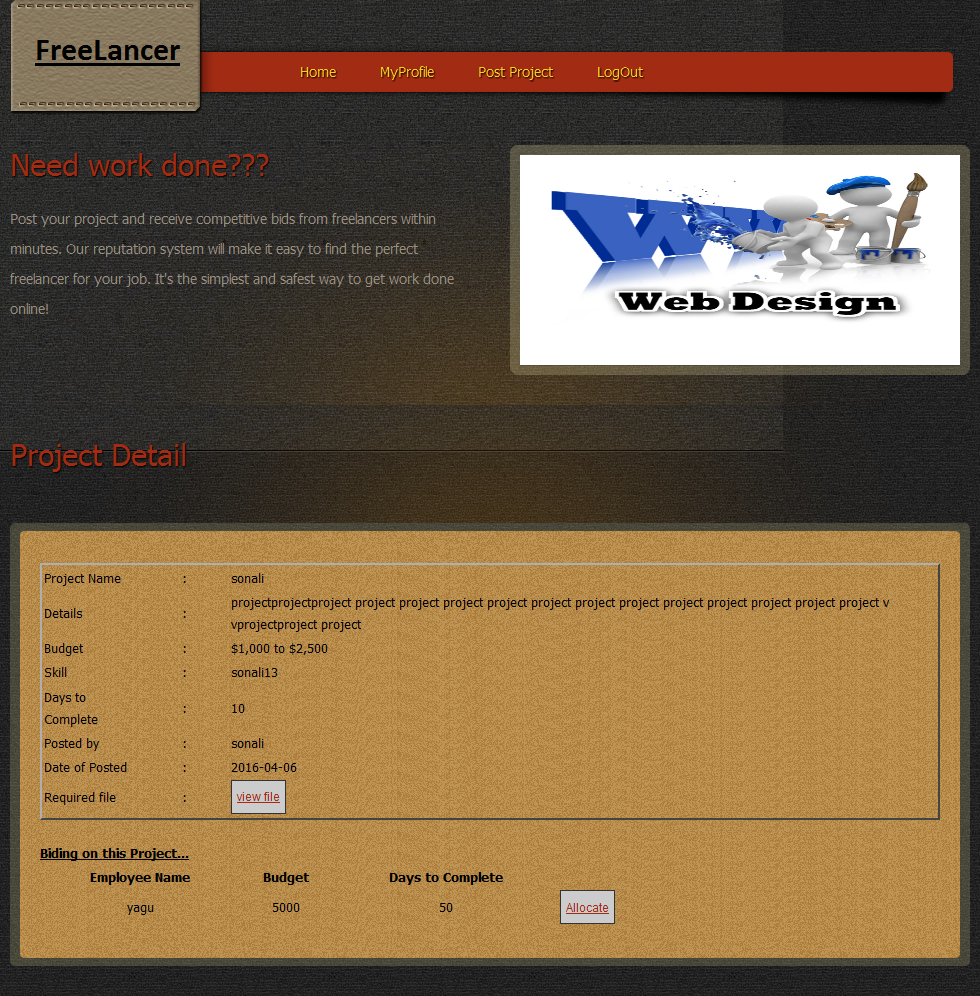 FreeLancer
Home MyProfile Post Project LogOut
Need work done???
Post your project and receive competitive bids from freelancers within
minutes. Our reputation system will make it easy to find the perfect
freelancer for your job. It's the simplest and safest way to get work done
online!
WWW
Web Design
Project Detail
Project Name : sonali
Details : projectprojectproject project project project project project project project project project project project project v
vprojectproject project
Budget : $1,000 to $2,500
Skill : sonali13
Days to
Complete : 10
Posted by : sonali
Date of Posted : 2016-04-06
Required file : view file
Biding on this Project...
Employee Name Budget Days to Complete
yagu 5000 50 Allocate